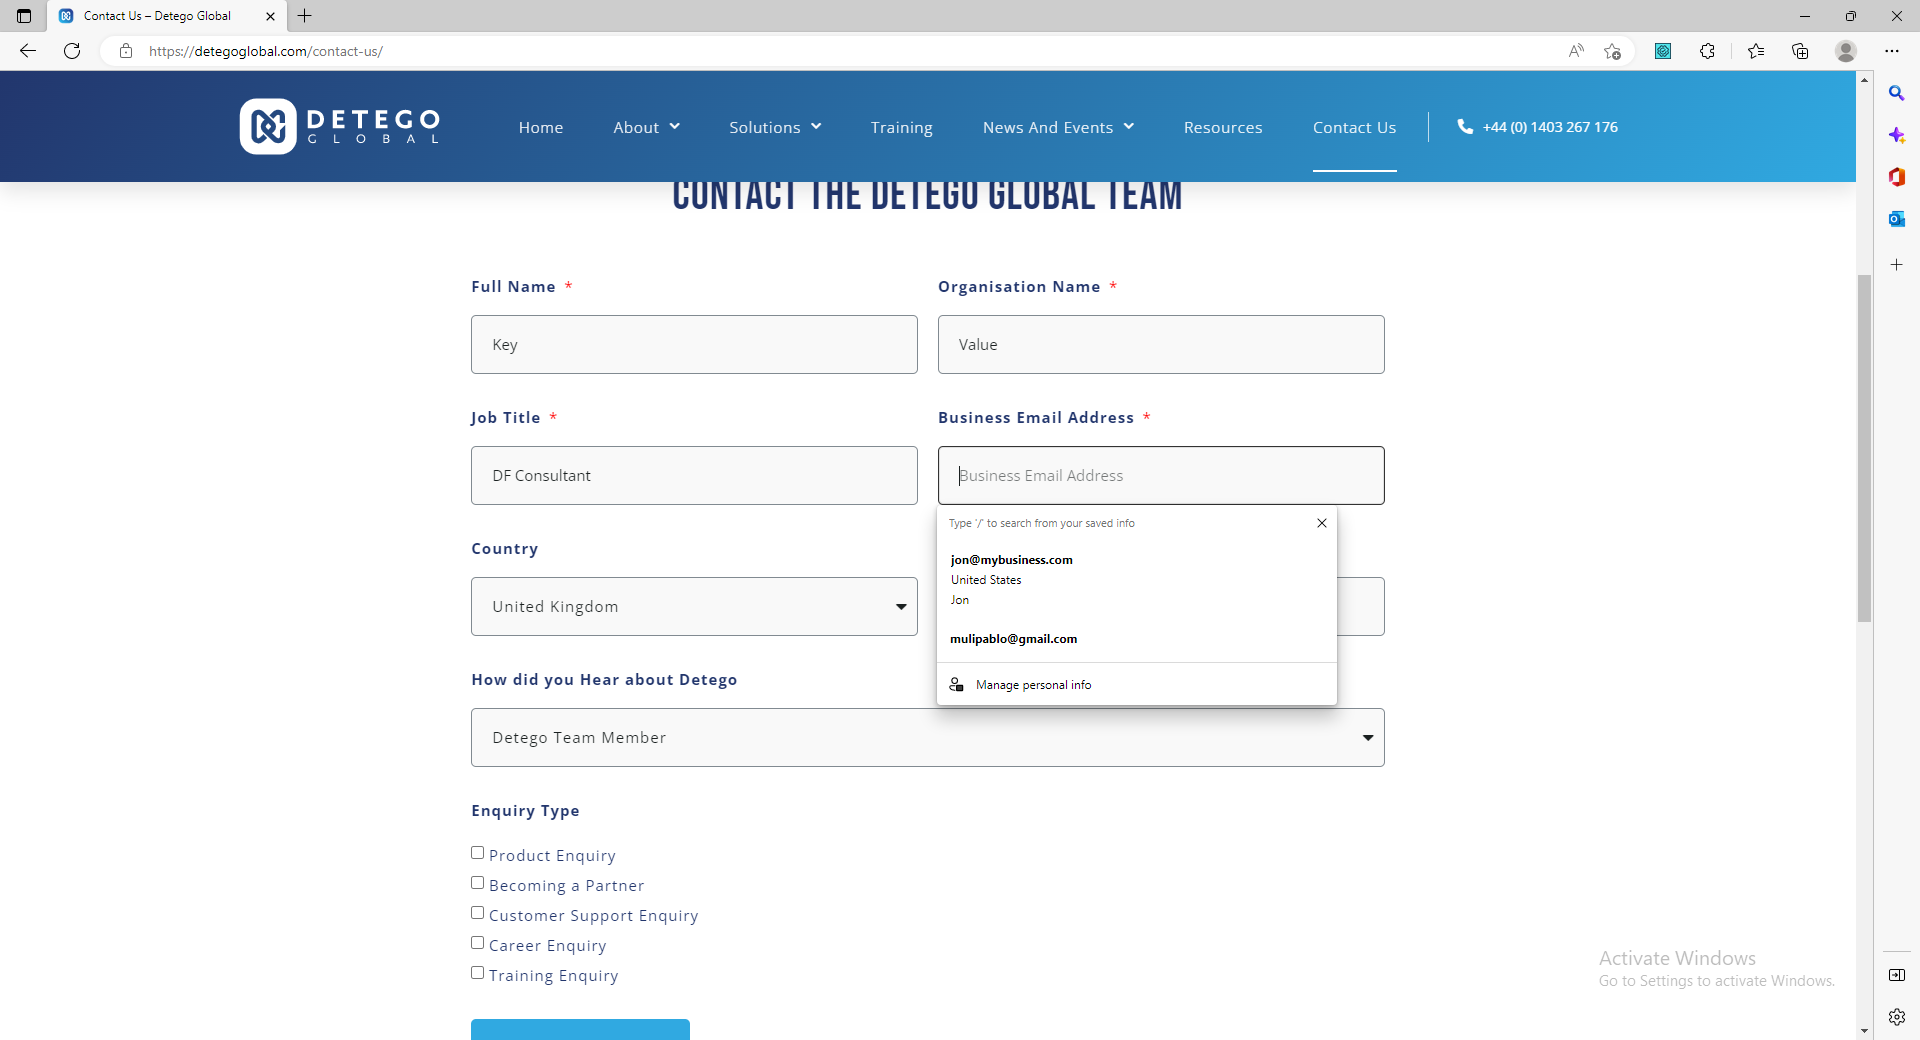 Contact Us – Detego Global
https://detegoglobal.com/contact-us/
DETEGO
GLOBAL
Home
About
Solutions
Training
News And Events
Resources
Contact Us
+44 (0) 1403 267 176
CONTACT THE DETEGO GLOBAL TEAM
Full Name *
Organisation Name *
Key
Value
Job Title *
Business Email Address *
DF Consultant
Business Email Address
Type '/' to search from your saved info
jon@mybusiness.com
United States
Jon
mulipablo@gmail.com
Manage personal info
Country
United Kingdom
How did you Hear about Detego
Detego Team Member
Enquiry Type
Product Enquiry
Becoming a Partner
Customer Support Enquiry
Career Enquiry
Training Enquiry
Activate Windows
Go to Settings to activate Windows.